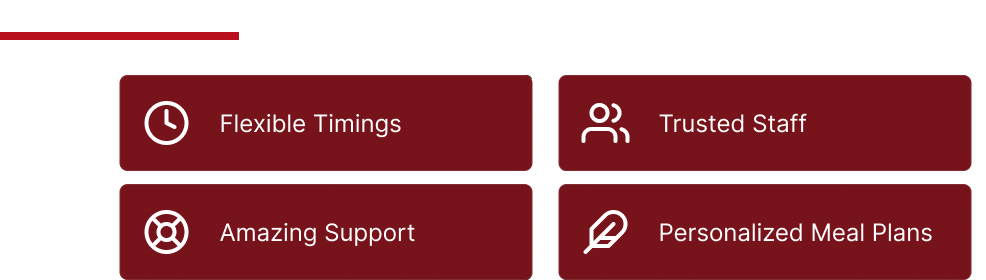 Flexible Timings
Trusted Staff
Amazing Support
Personalized Meal Plans